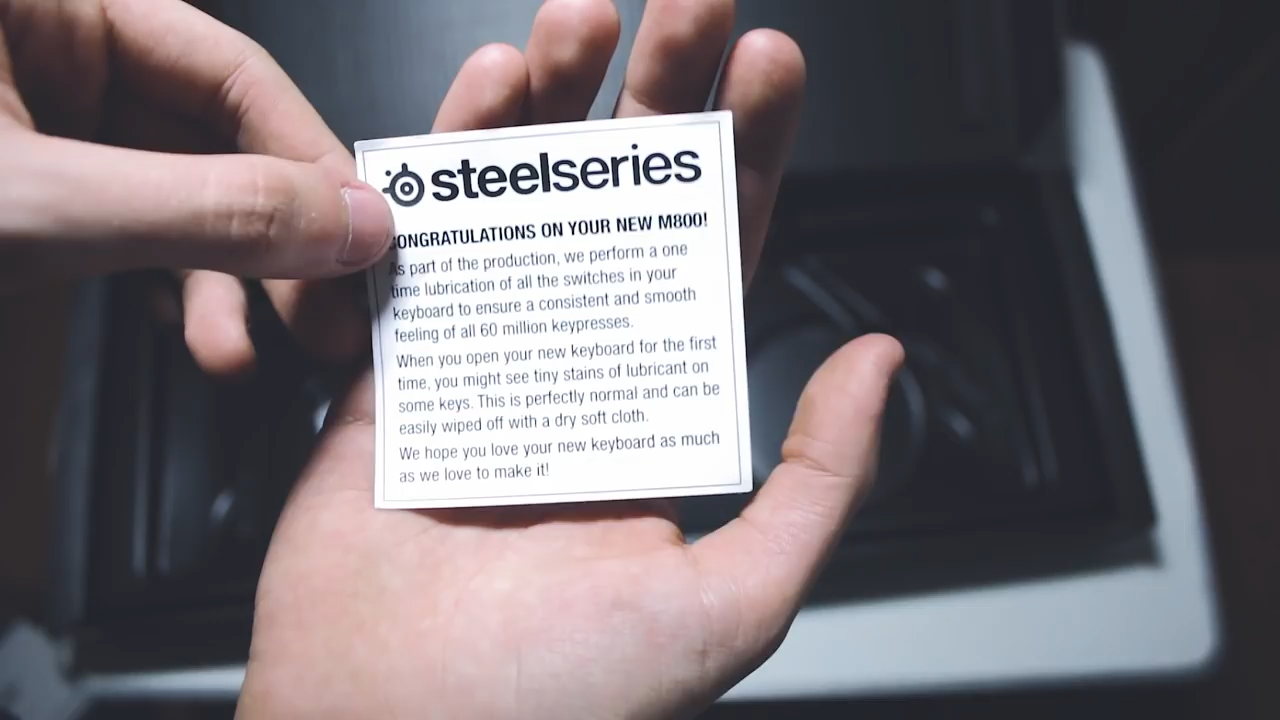 steelseries
CONGRATULATIONS ON YOUR NEW M800!
As part of the production, we perform a one
time lubrication of all the switches in your
keyboard to ensure a consistent and smooth
feeling of all 60 million keypresses.
When you open your new keyboard for the first
time, you might see tiny stains of lubricant on
some keys. This is perfectly normal and can be
easily wiped off with a dry soft cloth.
We hope you love your new keyboard as much
as we love to make it!